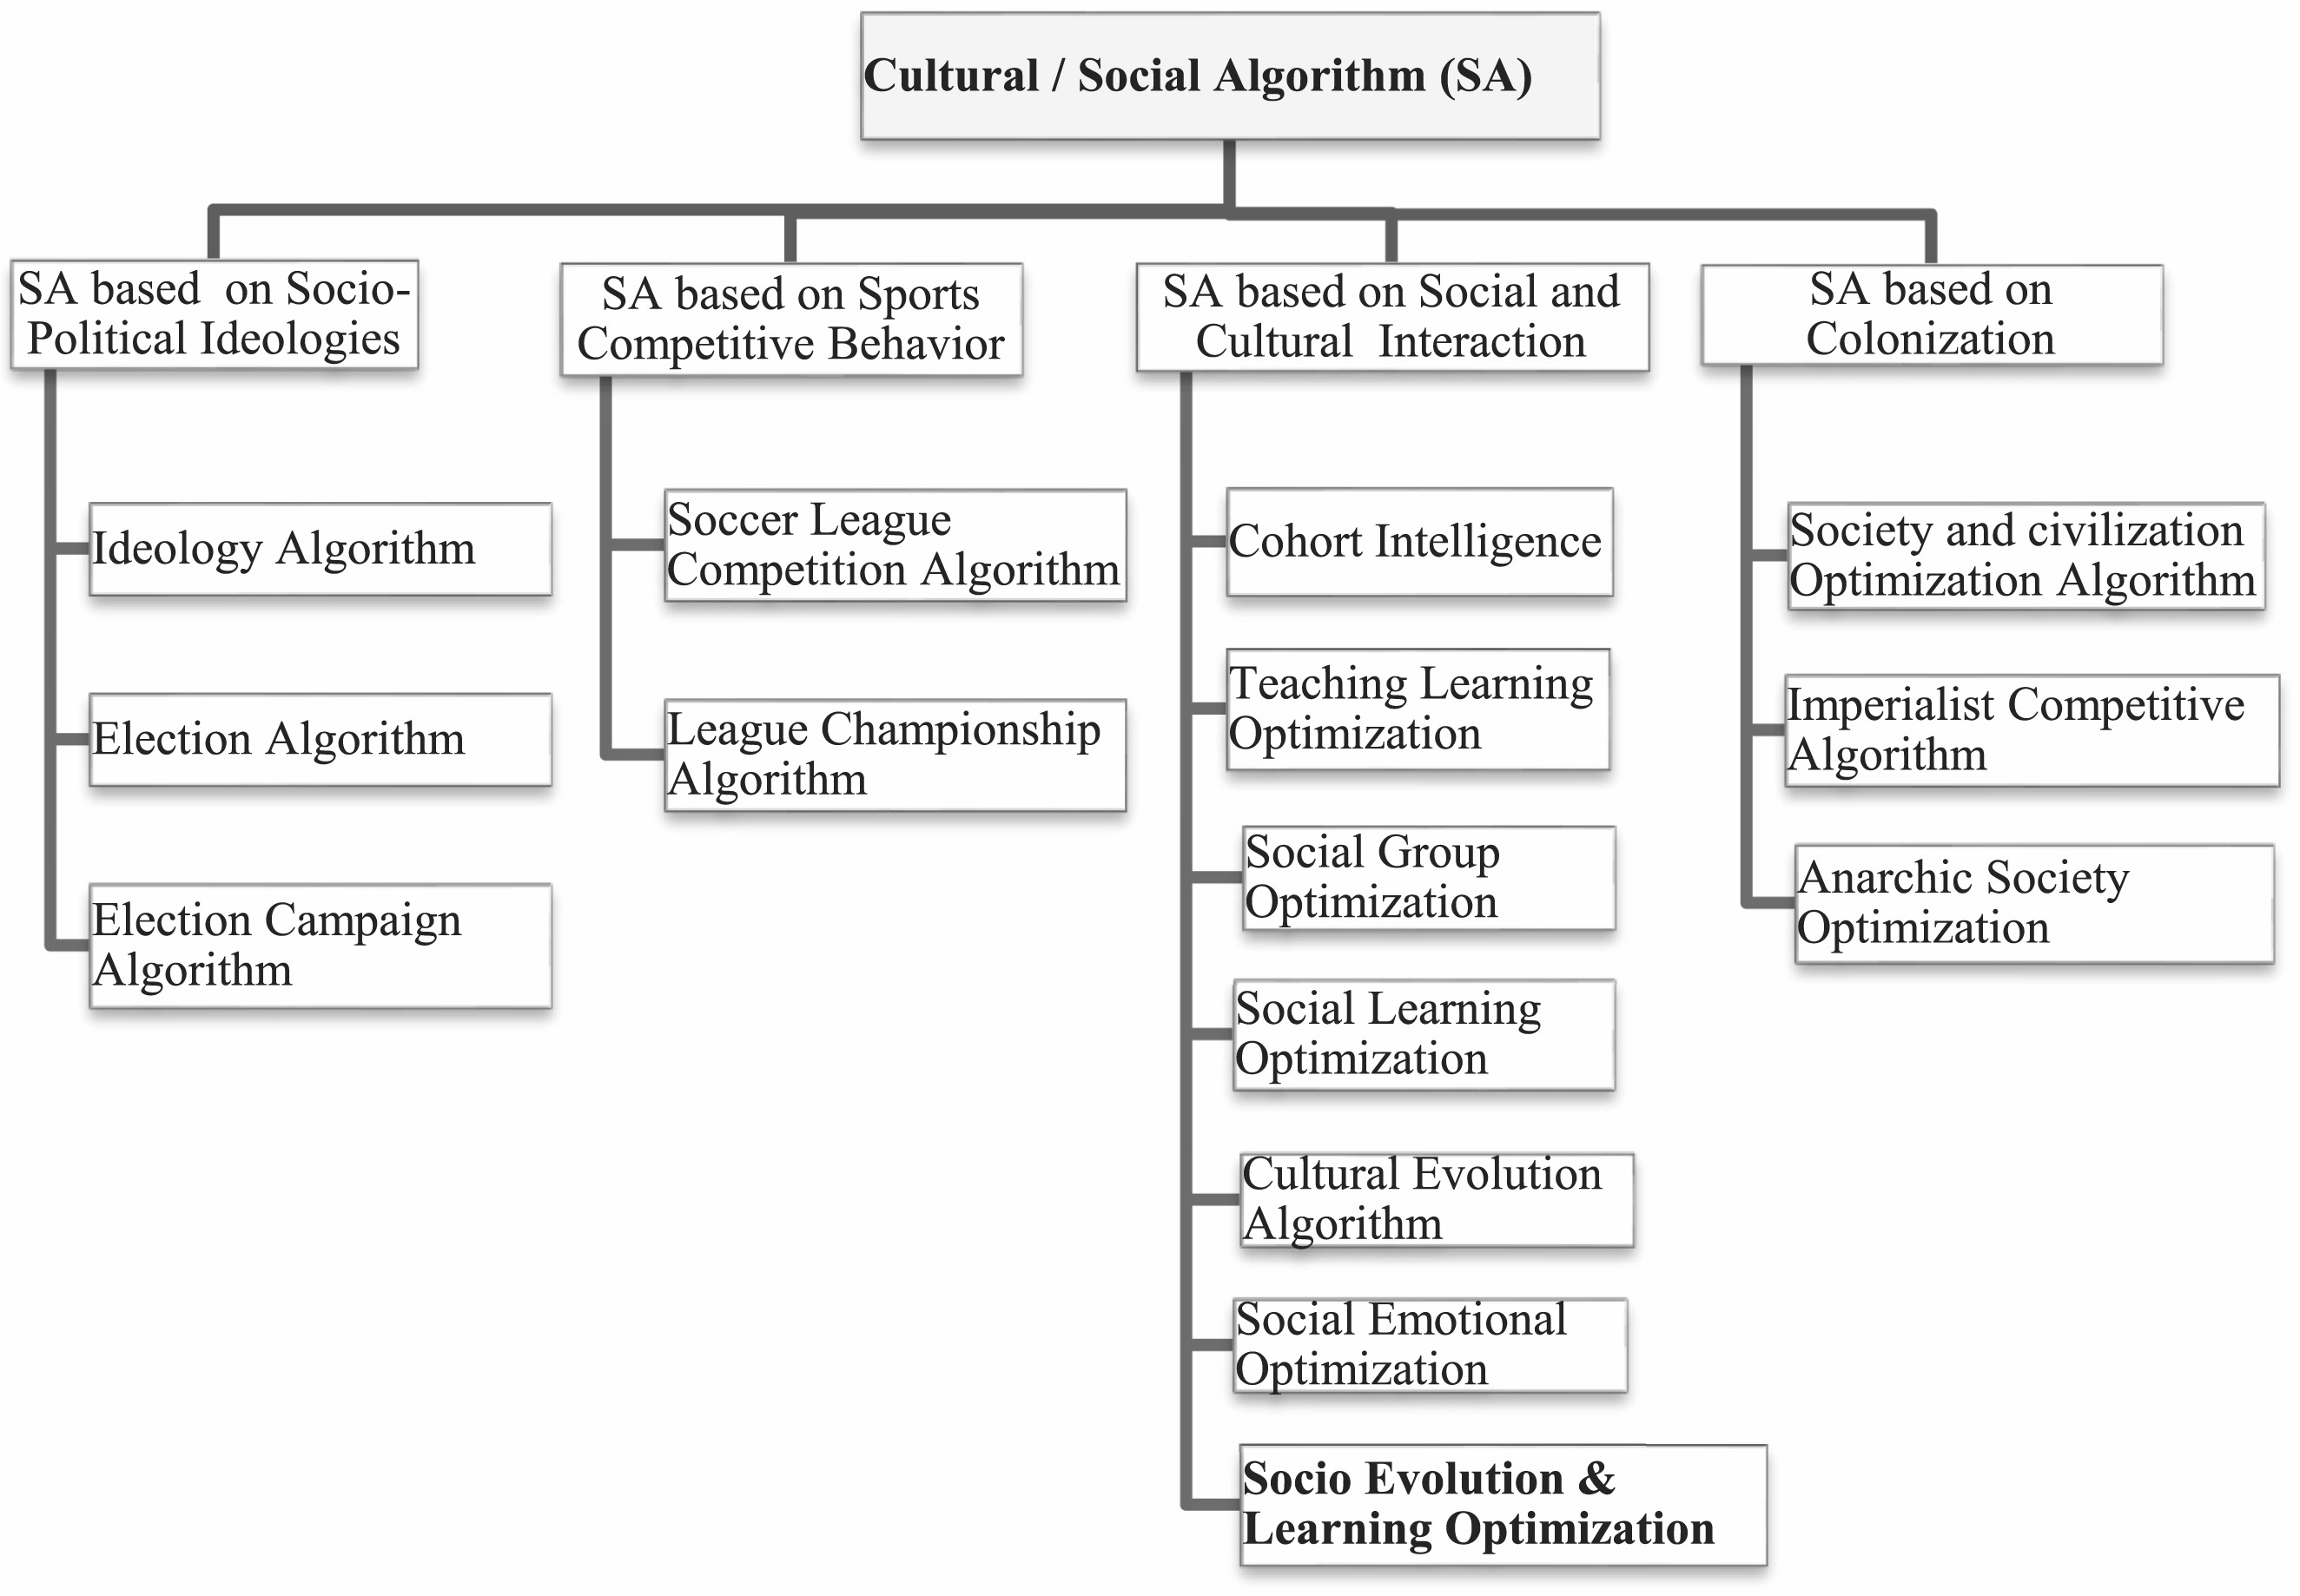 Cultural / Social Algorithm (SA)
SA based on Socio-
Political Ideologies
Ideology Algorithm
Election Algorithm
Election Campaign
Algorithm
SA based on Sports
Competitive Behavior
Soccer League
Competition Algorithm
League Championship
Algorithm
SA based on Social and
Cultural Interaction
Cohort Intelligence
Teaching Learning
Optimization
Social Group
Optimization
Social Learning
Optimization
Cultural Evolution
Algorithm
Social Emotional
Optimization
Socio Evolution &
Learning Optimization
SA based on
Colonization
Society and civilization
Optimization Algorithm
Imperialist Competitive
Algorithm
Anarchic Society
Optimization